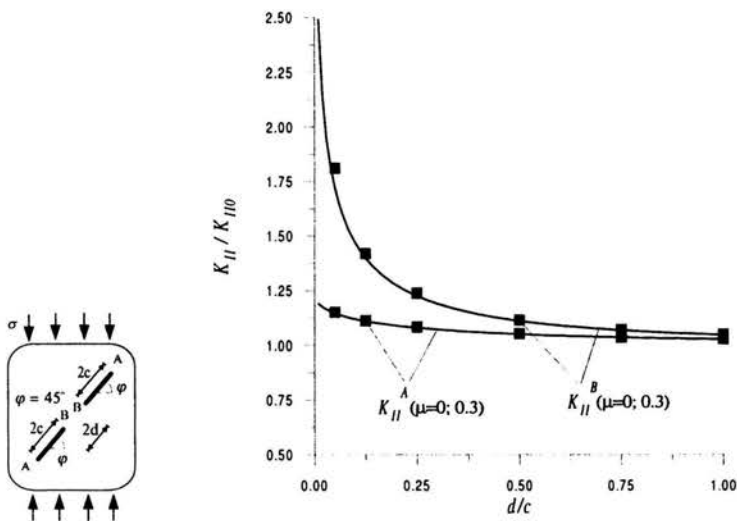 σ
A
2c
φ = 45°
B
B
φ
2c
2d
A
φ
K_II / K_II0
2.50
2.25
2.00
1.75
1.50
1.25
1.00
0.75
0.50
K_II^A (μ=0; 0.3)
K_II^B (μ=0; 0.3)
0.00
0.25
0.50
0.75
1.00
d/c